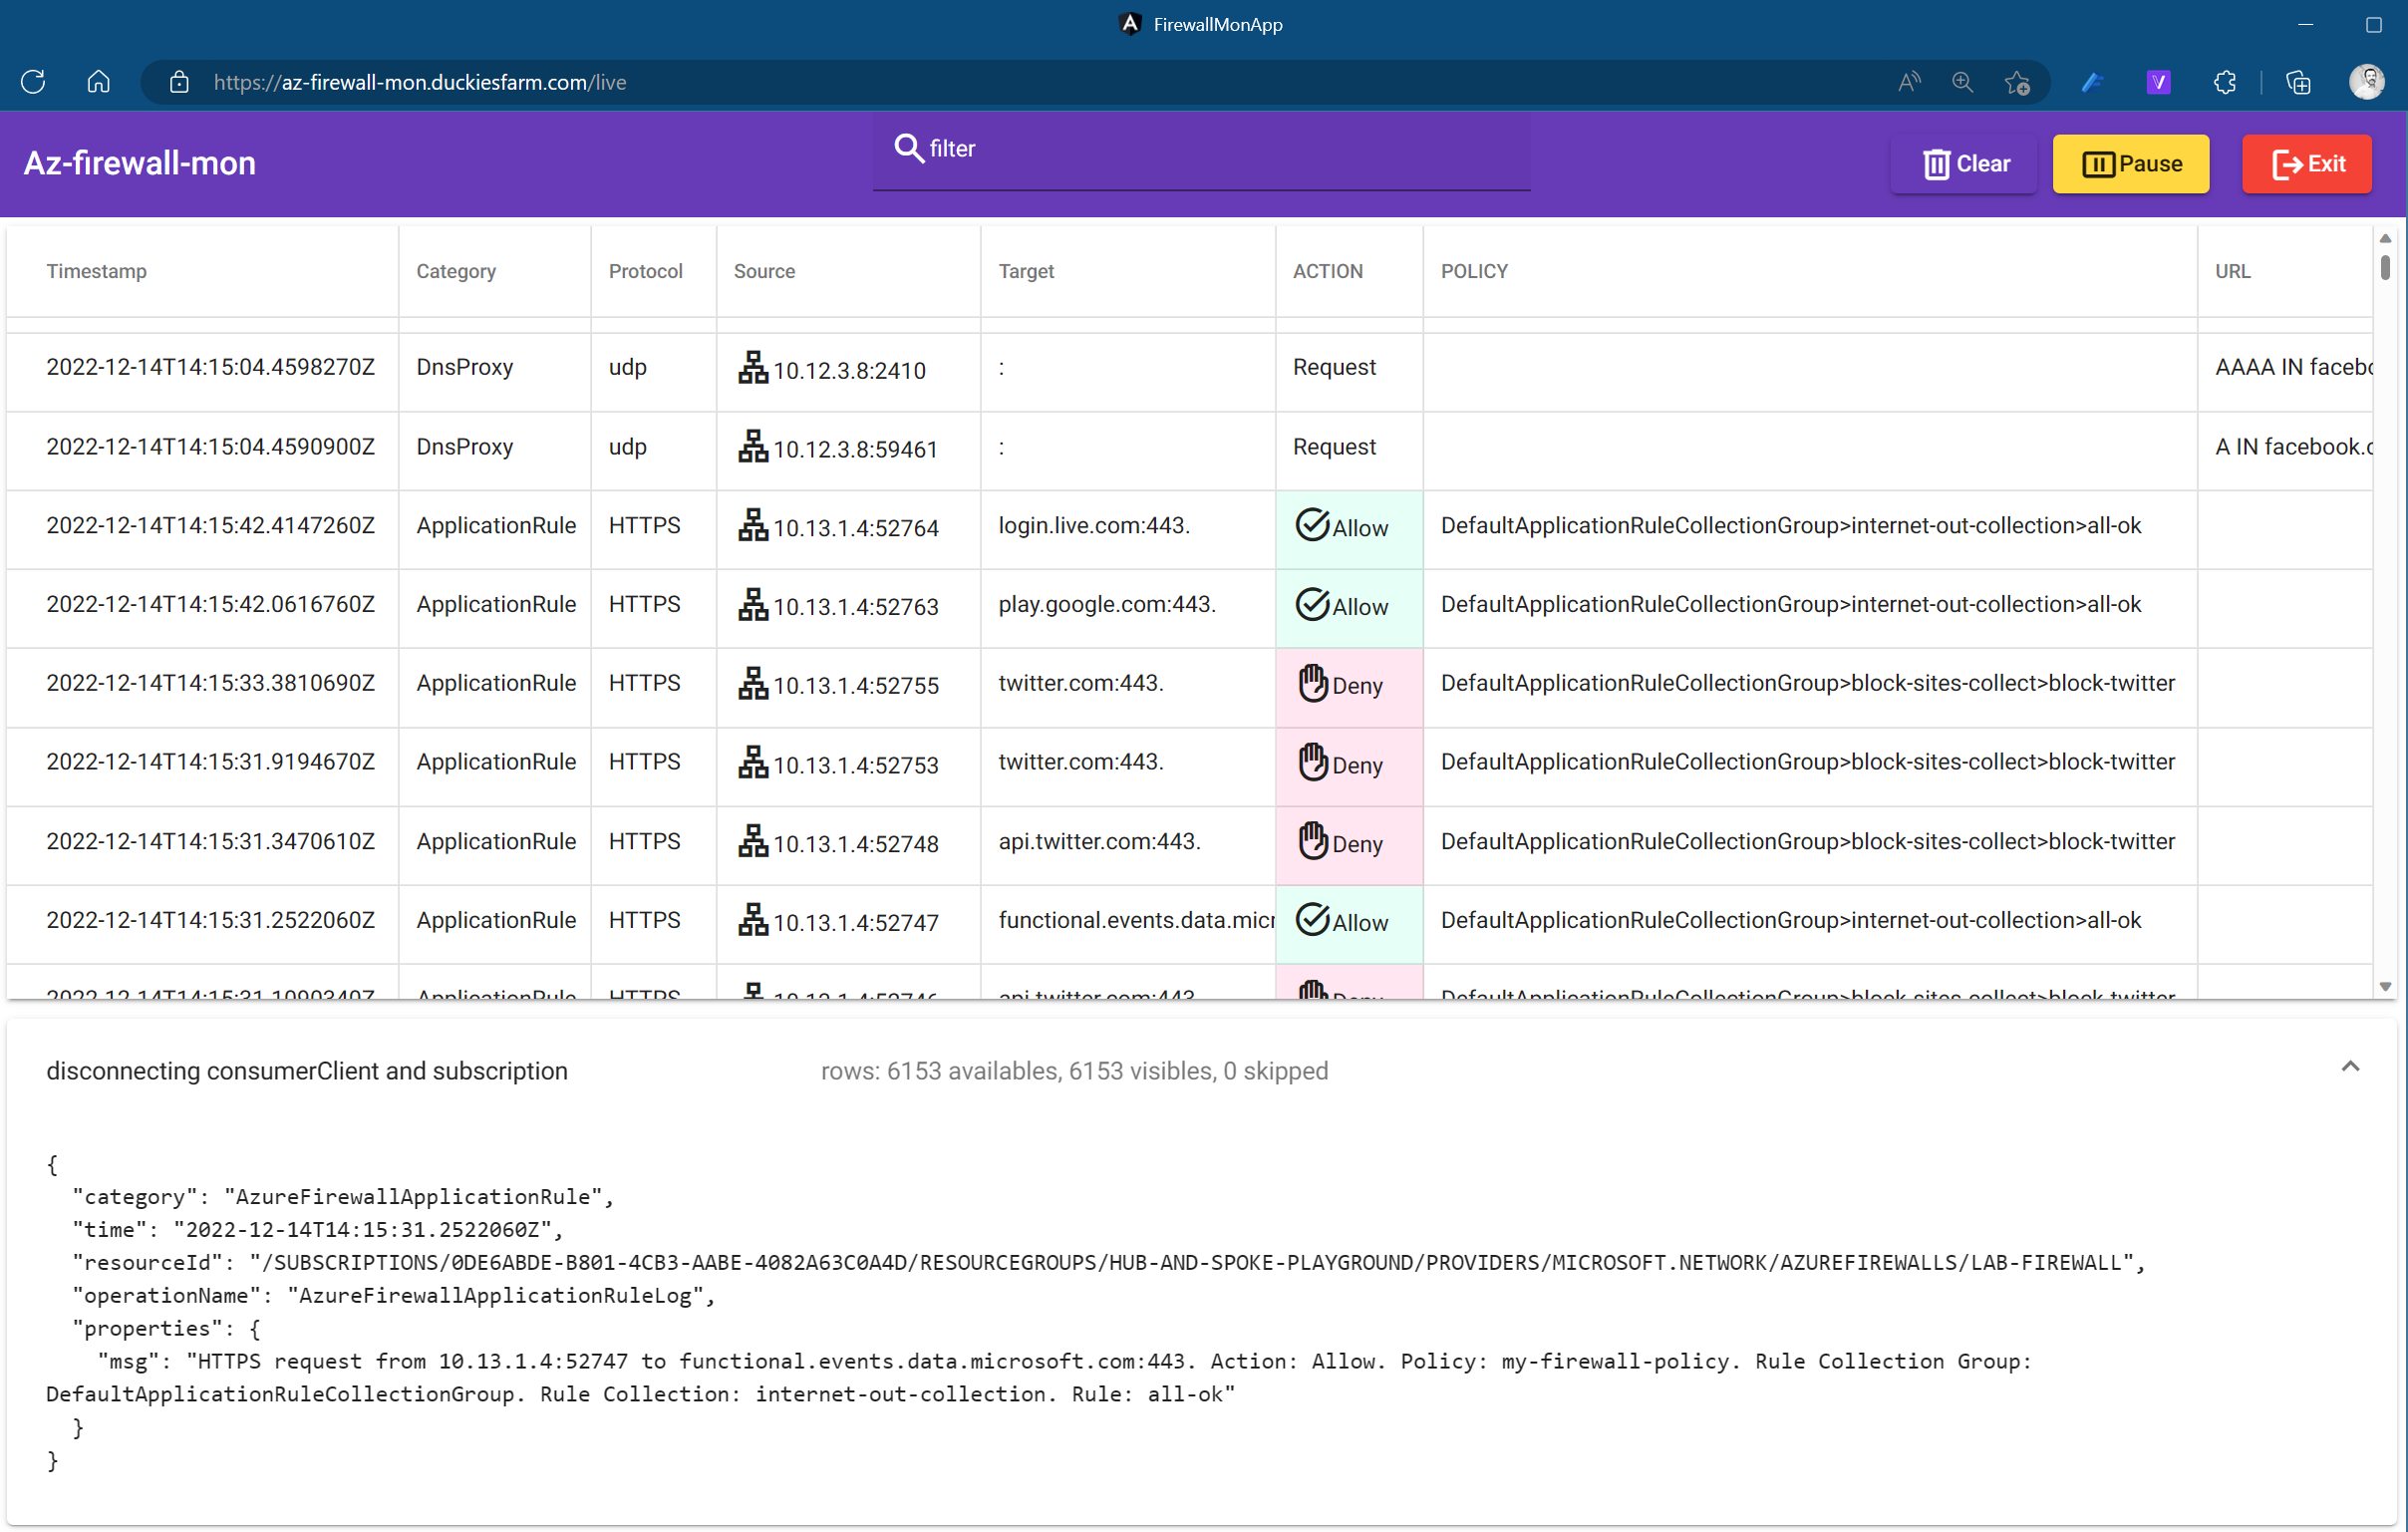 FirewallMonApp
https://az-firewall-mon.duckiesfarm.com/live
Az-firewall-mon
filter
Clear
Pause
Exit
Timestamp Category Protocol Source Target ACTION POLICY URL
2022-12-14T14:15:04.4598270Z DnsProxy udp 10.12.3.8:2410 : Request AAAA IN facebo
2022-12-14T14:15:04.4590900Z DnsProxy udp 10.12.3.8:59461 : Request A IN facebook.c
2022-12-14T14:15:42.4147260Z ApplicationRule HTTPS 10.13.1.4:52764 login.live.com:443. Allow DefaultApplicationRuleCollectionGroup>internet-out-collection>all-ok
2022-12-14T14:15:42.0616760Z ApplicationRule HTTPS 10.13.1.4:52763 play.google.com:443. Allow DefaultApplicationRuleCollectionGroup>internet-out-collection>all-ok
2022-12-14T14:15:33.3810690Z ApplicationRule HTTPS 10.13.1.4:52755 twitter.com:443. Deny DefaultApplicationRuleCollectionGroup>block-sites-collect>block-twitter
2022-12-14T14:15:31.9194670Z ApplicationRule HTTPS 10.13.1.4:52753 twitter.com:443. Deny DefaultApplicationRuleCollectionGroup>block-sites-collect>block-twitter
2022-12-14T14:15:31.3470610Z ApplicationRule HTTPS 10.13.1.4:52748 api.twitter.com:443. Deny DefaultApplicationRuleCollectionGroup>block-sites-collect>block-twitter
2022-12-14T14:15:31.2522060Z ApplicationRule HTTPS 10.13.1.4:52747 functional.events.data.micr Allow DefaultApplicationRuleCollectionGroup>internet-out-collection>all-ok
2022-12-14T14:15:31.1090340Z ApplicationRule HTTPS 10.13.1.4:52746 api.twitter.com:443. Deny DefaultApplicationRuleCollectionGroup>block-sites-collect>block-twitter
disconnecting consumerClient and subscription rows: 6153 availables, 6153 visibles, 0 skipped
{
"category": "AzureFirewallApplicationRule",
"time": "2022-12-14T14:15:31.2522060Z",
"resourceId": "/SUBSCRIPTIONS/0DE6ABDE-B801-4CB3-AABE-4082A63C0A4D/RESOURCEGROUPS/HUB-AND-SPOKE-PLAYGROUND/PROVIDERS/MICROSOFT.NETWORK/AZUREFIREWALLS/LAB-FIREWALL",
"operationName": "AzureFirewallApplicationRuleLog",
"properties": {
"msg": "HTTPS request from 10.13.1.4:52747 to functional.events.data.microsoft.com:443. Action: Allow. Policy: my-firewall-policy. Rule Collection Group:
DefaultApplicationRuleCollectionGroup. Rule Collection: internet-out-collection. Rule: all-ok"
}
}